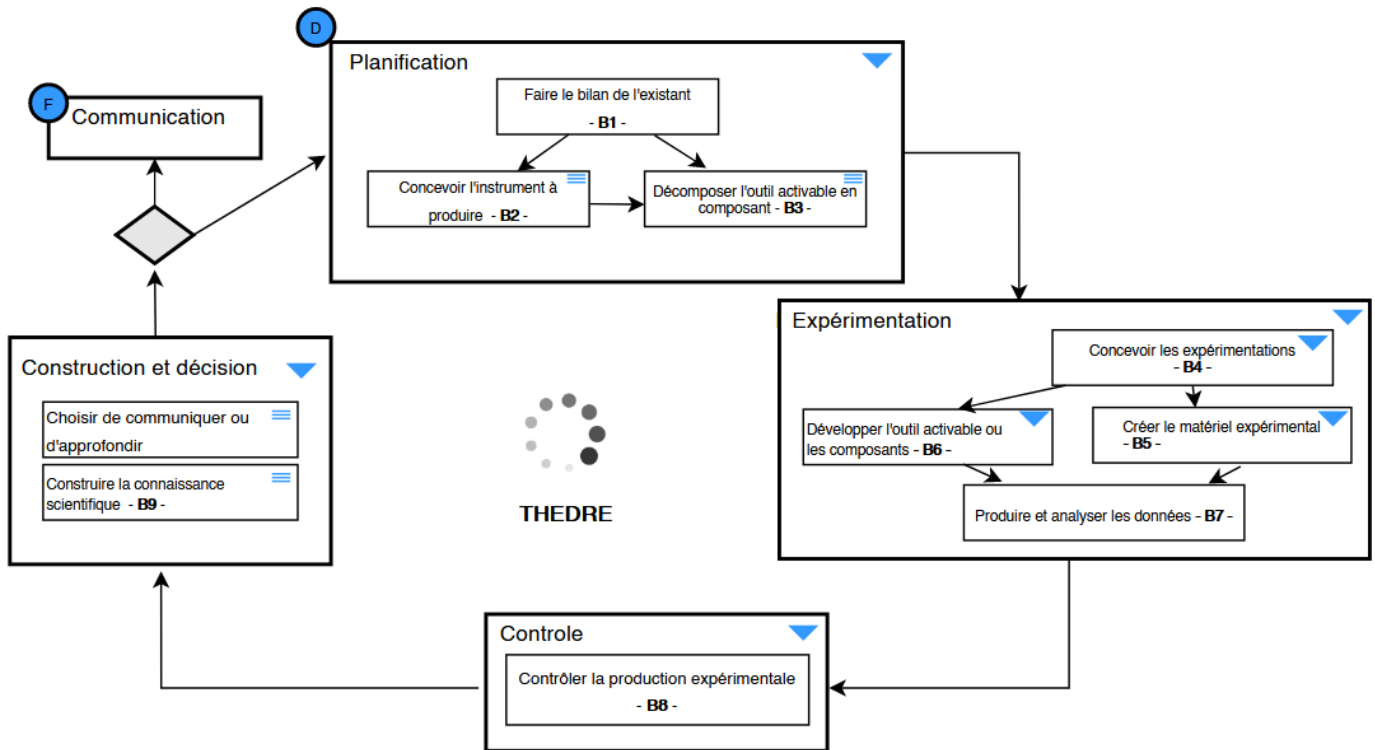 D
Planification
Faire le bilan de l'existant
- B1 -
Concevoir l'instrument à
produire - B2 -
Décomposer l'outil activable en
composant - B3 -
F
Communication
Expérimentation
Concevoir les expérimentations
- B4 -
Développer l'outil activable ou
les composants - B6 -
Créer le matériel expérimental
- B5 -
Produire et analyser les données - B7 -
Construction et décision
Choisir de communiquer ou
d'approfondir
Construire la connaissance
scientifique - B9 -
THEDRE
Controle
Contrôler la production expérimentale
- B8 -